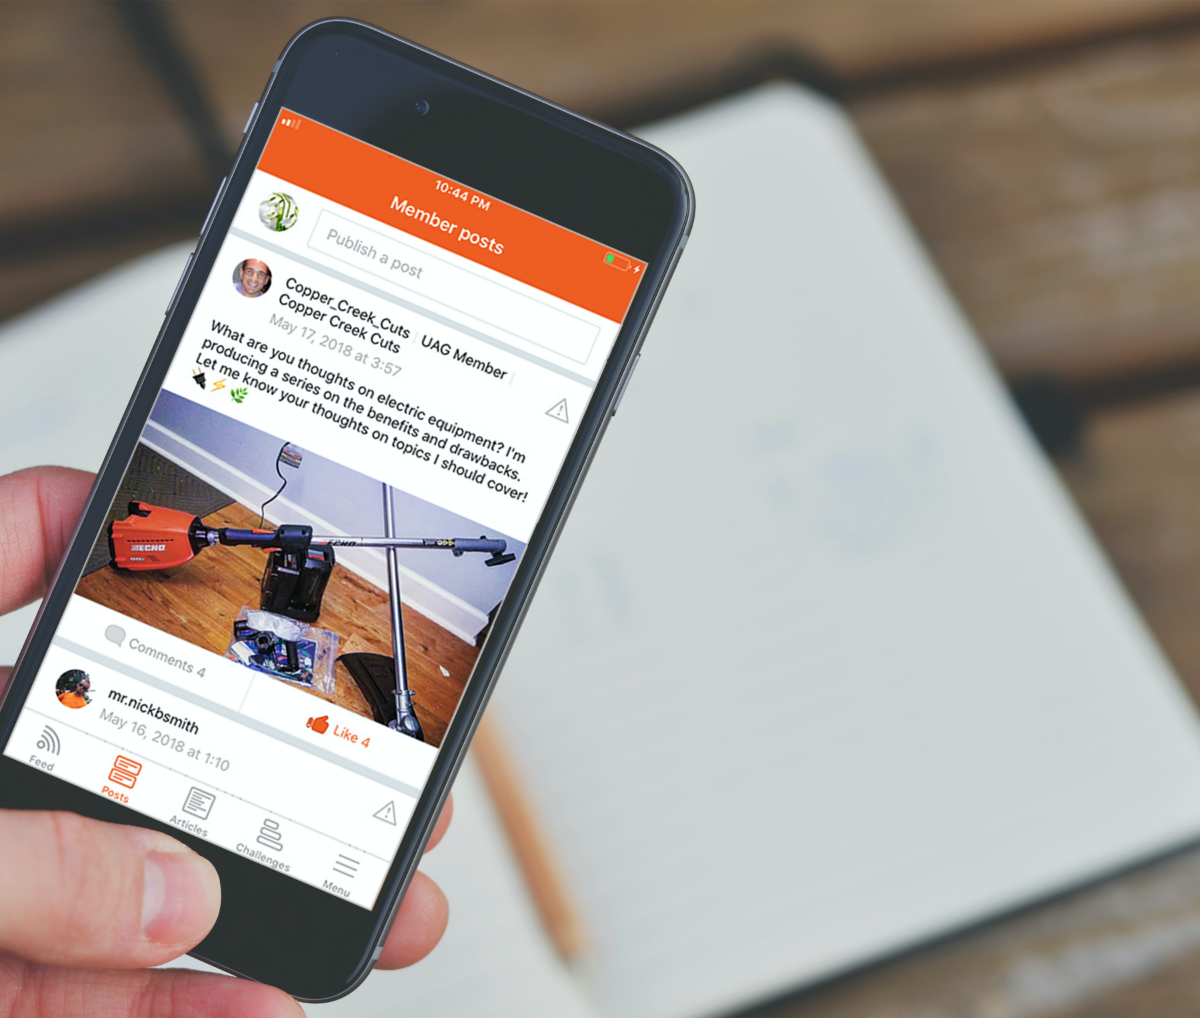 10:44 PM
Member posts
Publish a post
Copper_Creek_Cuts | UAG Member |
Copper Creek Cuts
May 17, 2018 at 3:57
What are you thoughts on electric equipment? I'm
producing a series on the benefits and drawbacks.
Let me know your thoughts on topics I should cover!
🔌⚡🌿
ECHO
ECHO
Comments 4
Like 4
mr.nickbsmith
May 16, 2018 at 1:10
Feed
Posts
Articles
Challenges
Menu